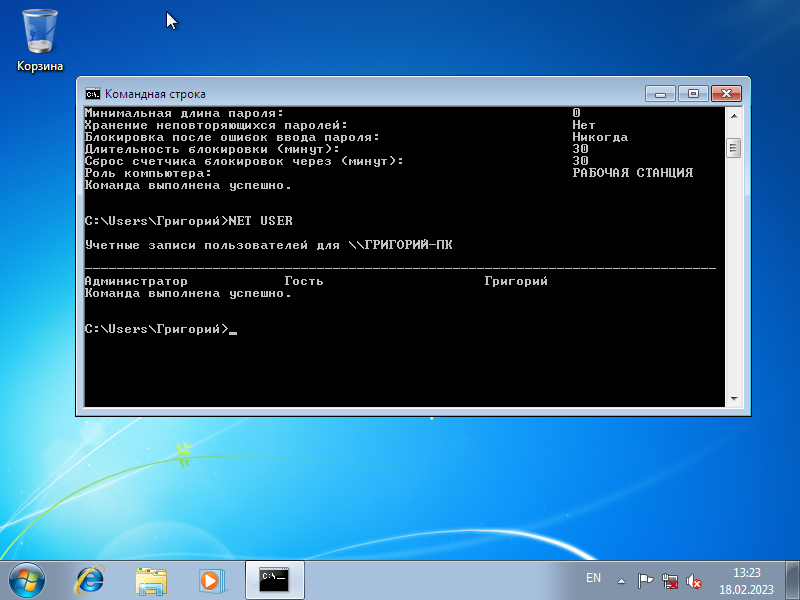 Корзина
Командная строка
Минимальная длина пароля: 0
Хранение неповторяющихся паролей: Нет
Блокировка после ошибок ввода пароля: Никогда
Длительность блокировки (минут): 30
Сброс счетчика блокировок через (минут): 30
Роль компьютера: РАБОЧАЯ СТАНЦИЯ
Команда выполнена успешно.
C:\Users\Григорий>NET USER
Учетные записи пользователей для \\ГРИГОРИЙ-ПК
-------------------------------------------------------------------------------
Администратор Гость Григорий
Команда выполнена успешно.
C:\Users\Григорий>_
EN
13:23
18.02.2023